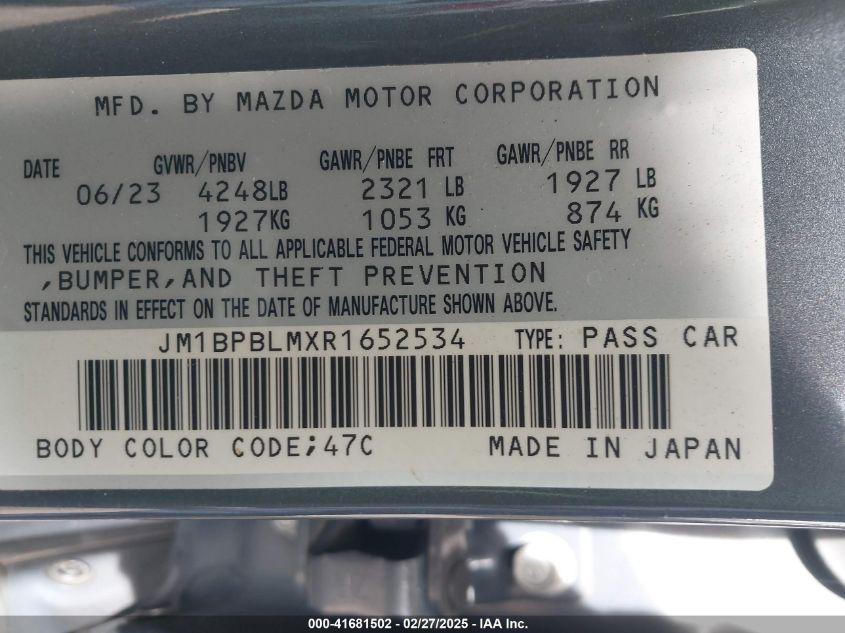 MFD. BY MAZDA MOTOR CORPORATION
DATE GVWR/PNBV GAWR/PNBE FRT GAWR/PNBE RR
06/23 4248LB 2321 LB 1927 LB
1927KG 1053 KG 874 KG
THIS VEHICLE CONFORMS TO ALL APPLICABLE FEDERAL MOTOR VEHICLE SAFETY
,BUMPER,AND THEFT PREVENTION
STANDARDS IN EFFECT ON THE DATE OF MANUFACTURE SHOWN ABOVE.
JM1BPBLMXR1652534 TYPE: PASS CAR
BODY COLOR CODE;47C MADE IN JAPAN
000-41681502 - 02/27/2025 - IAA Inc.